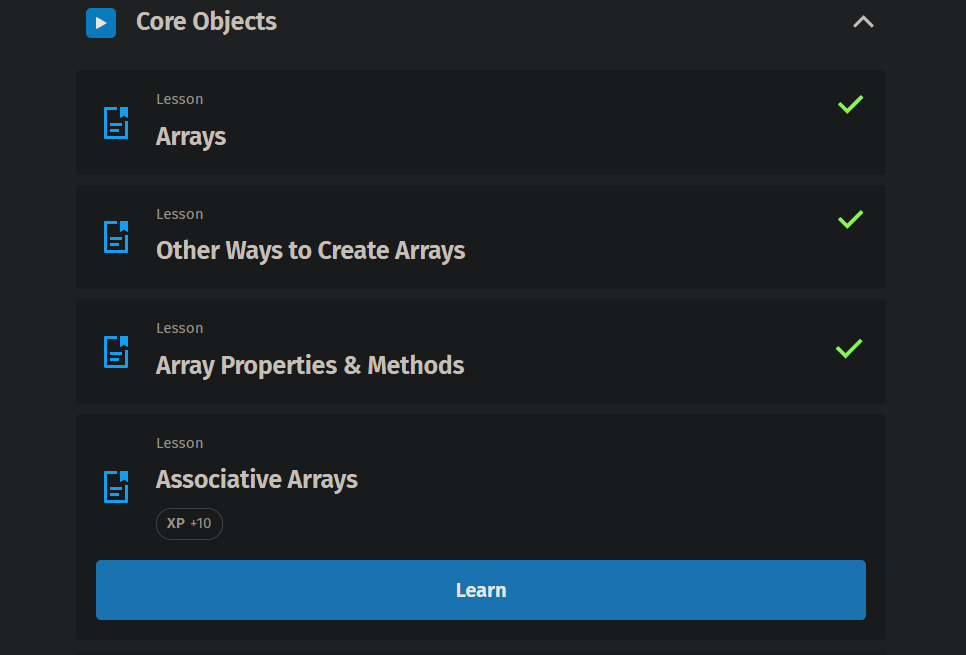 Core Objects
Lesson
Arrays
Lesson
Other Ways to Create Arrays
Lesson
Array Properties & Methods
Lesson
Associative Arrays
XP +10
Learn